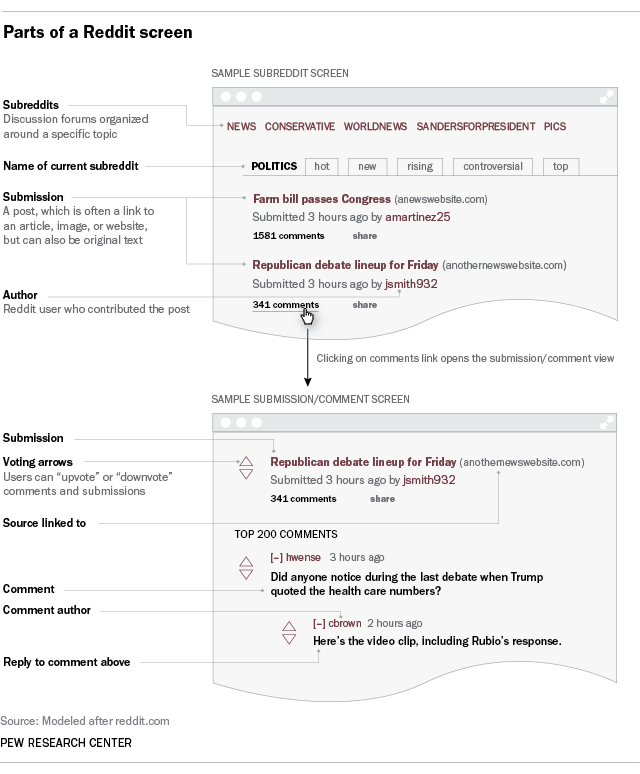 Parts of a Reddit screen
SAMPLE SUBREDDIT SCREEN
Subreddits
Discussion forums organized
around a specific topic
NEWS CONSERVATIVE WORLDNEWS SANDERSFORPRESIDENT PICS
Name of current subreddit
POLITICS hot new rising controversial top
Submission
A post, which is often a link to
an article, image, or website,
but can also be original text
Farm bill passes Congress (anewswebsite.com)
Submitted 3 hours ago by amartinez25
1581 comments share
Republican debate lineup for Friday (anothernewswebsite.com)
Submitted 3 hours ago by jsmith932
341 comments share
Author
Reddit user who contributed the post
Clicking on comments link opens the submission/comment view
SAMPLE SUBMISSION/COMMENT SCREEN
Submission
Voting arrows
Users can “upvote” or “downvote”
comments and submissions
Republican debate lineup for Friday (anothernewswebsite.com)
Submitted 3 hours ago by jsmith932
341 comments share
Source linked to
TOP 200 COMMENTS
[–] hwense 3 hours ago
Did anyone notice during the last debate when Trump
quoted the health care numbers?
Comment
Comment author
[–] cbrown 2 hours ago
Here’s the video clip, including Rubio’s response.
Reply to comment above
Source: Modeled after reddit.com
PEW RESEARCH CENTER